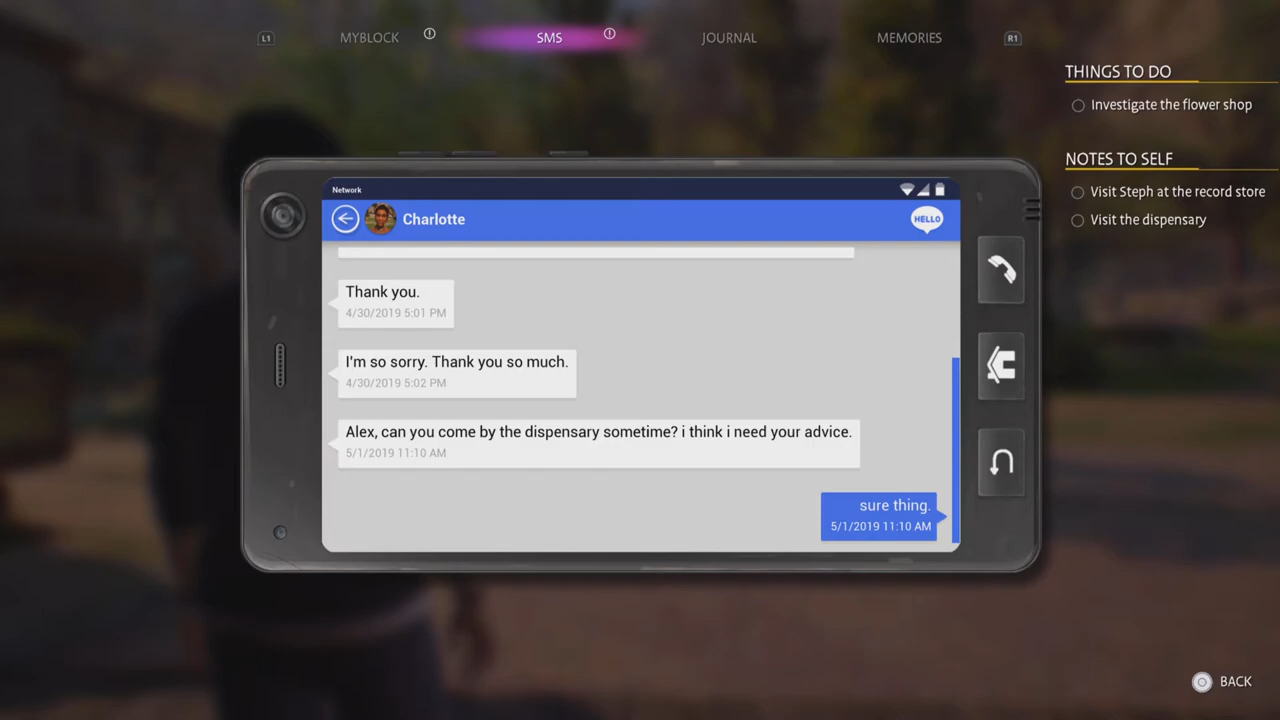 L1
MYBLOCK
SMS
JOURNAL
MEMORIES
R1
THINGS TO DO
Investigate the flower shop
NOTES TO SELF
Visit Steph at the record store
Visit the dispensary
Network
Charlotte
HELLO
Thank you.
4/30/2019 5:01 PM
I'm so sorry. Thank you so much.
4/30/2019 5:02 PM
Alex, can you come by the dispensary sometime? i think i need your advice.
5/1/2019 11:10 AM
sure thing.
5/1/2019 11:10 AM
BACK